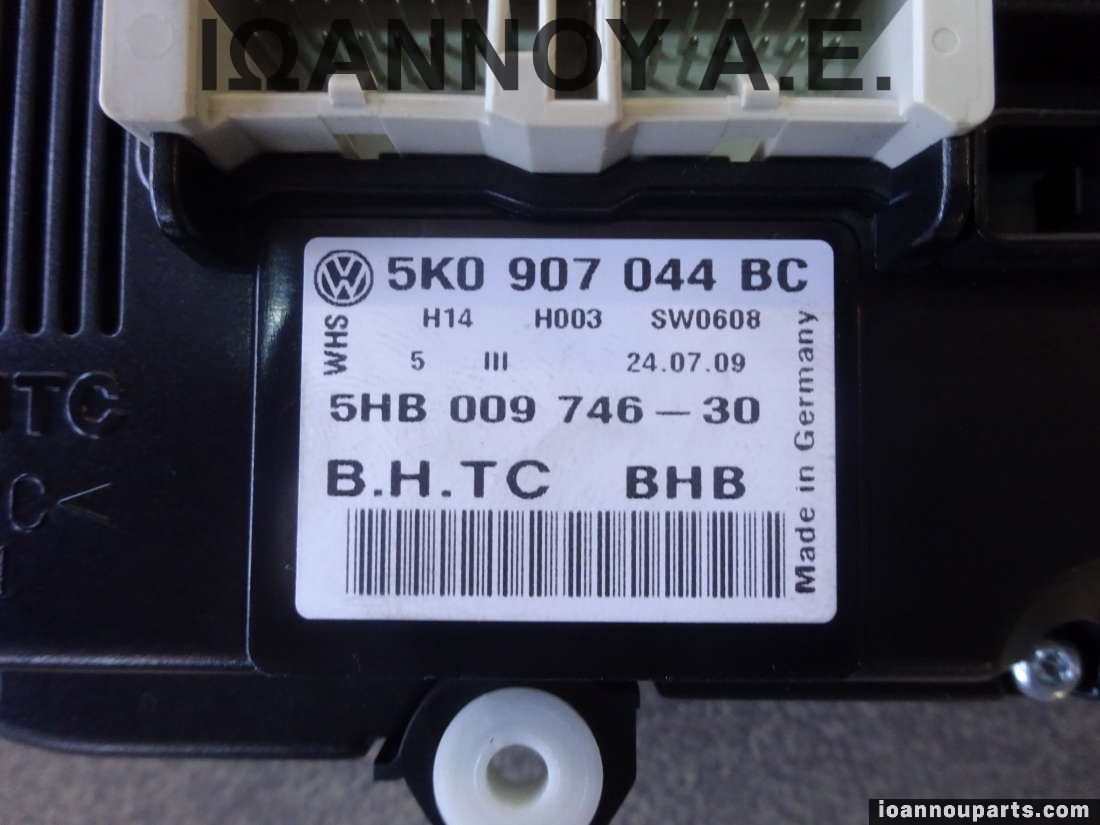 ΙΩΑΝΝΟΥ Α.Ε.
5K0 907 044 BC
H14 H003 SW0608
WHS
5 III 24.07.09
5HB 009 746-30
B.H.TC BHB
Made in Germany
TC
C<
ioannouparts.com